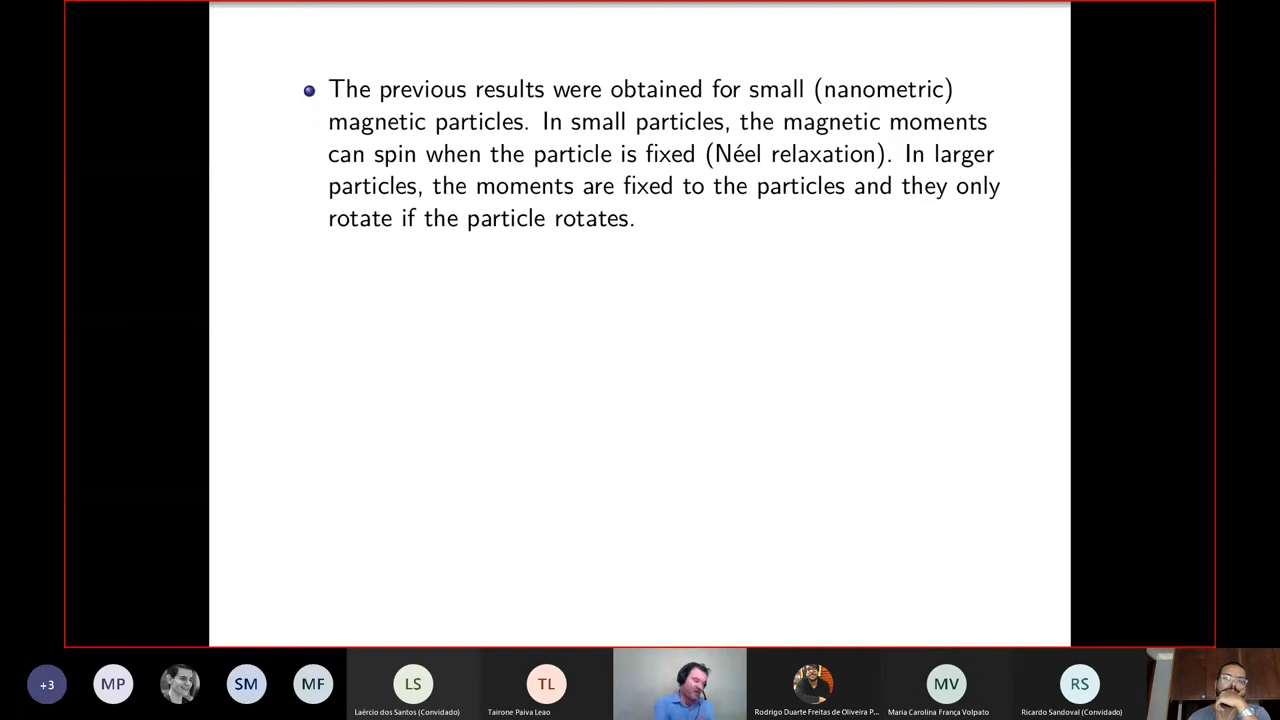 The previous results were obtained for small (nanometric)
magnetic particles. In small particles, the magnetic moments
can spin when the particle is fixed (Néel relaxation). In larger
particles, the moments are fixed to the particles and they only
rotate if the particle rotates.
+3
MP
SM
MF
LS
TL
MV
RS
Laércio dos Santos (Convidado)
Tairone Paiva Leao
Rodrigo Duarte Freitas de Oliveira P...
Maria Carolina França Volpato
Ricardo Sandoval (Convidado)